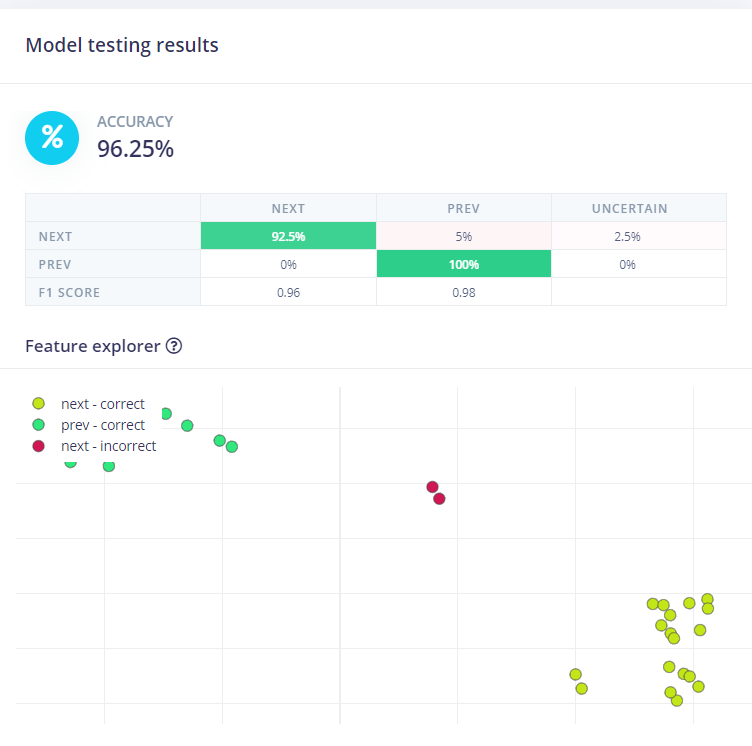 Model testing results
%
ACCURACY
96.25%
NEXT PREV UNCERTAIN
NEXT 92.5% 5% 2.5%
PREV 0% 100% 0%
F1 SCORE 0.96 0.98
Feature explorer ?
next - correct
prev - correct
next - incorrect